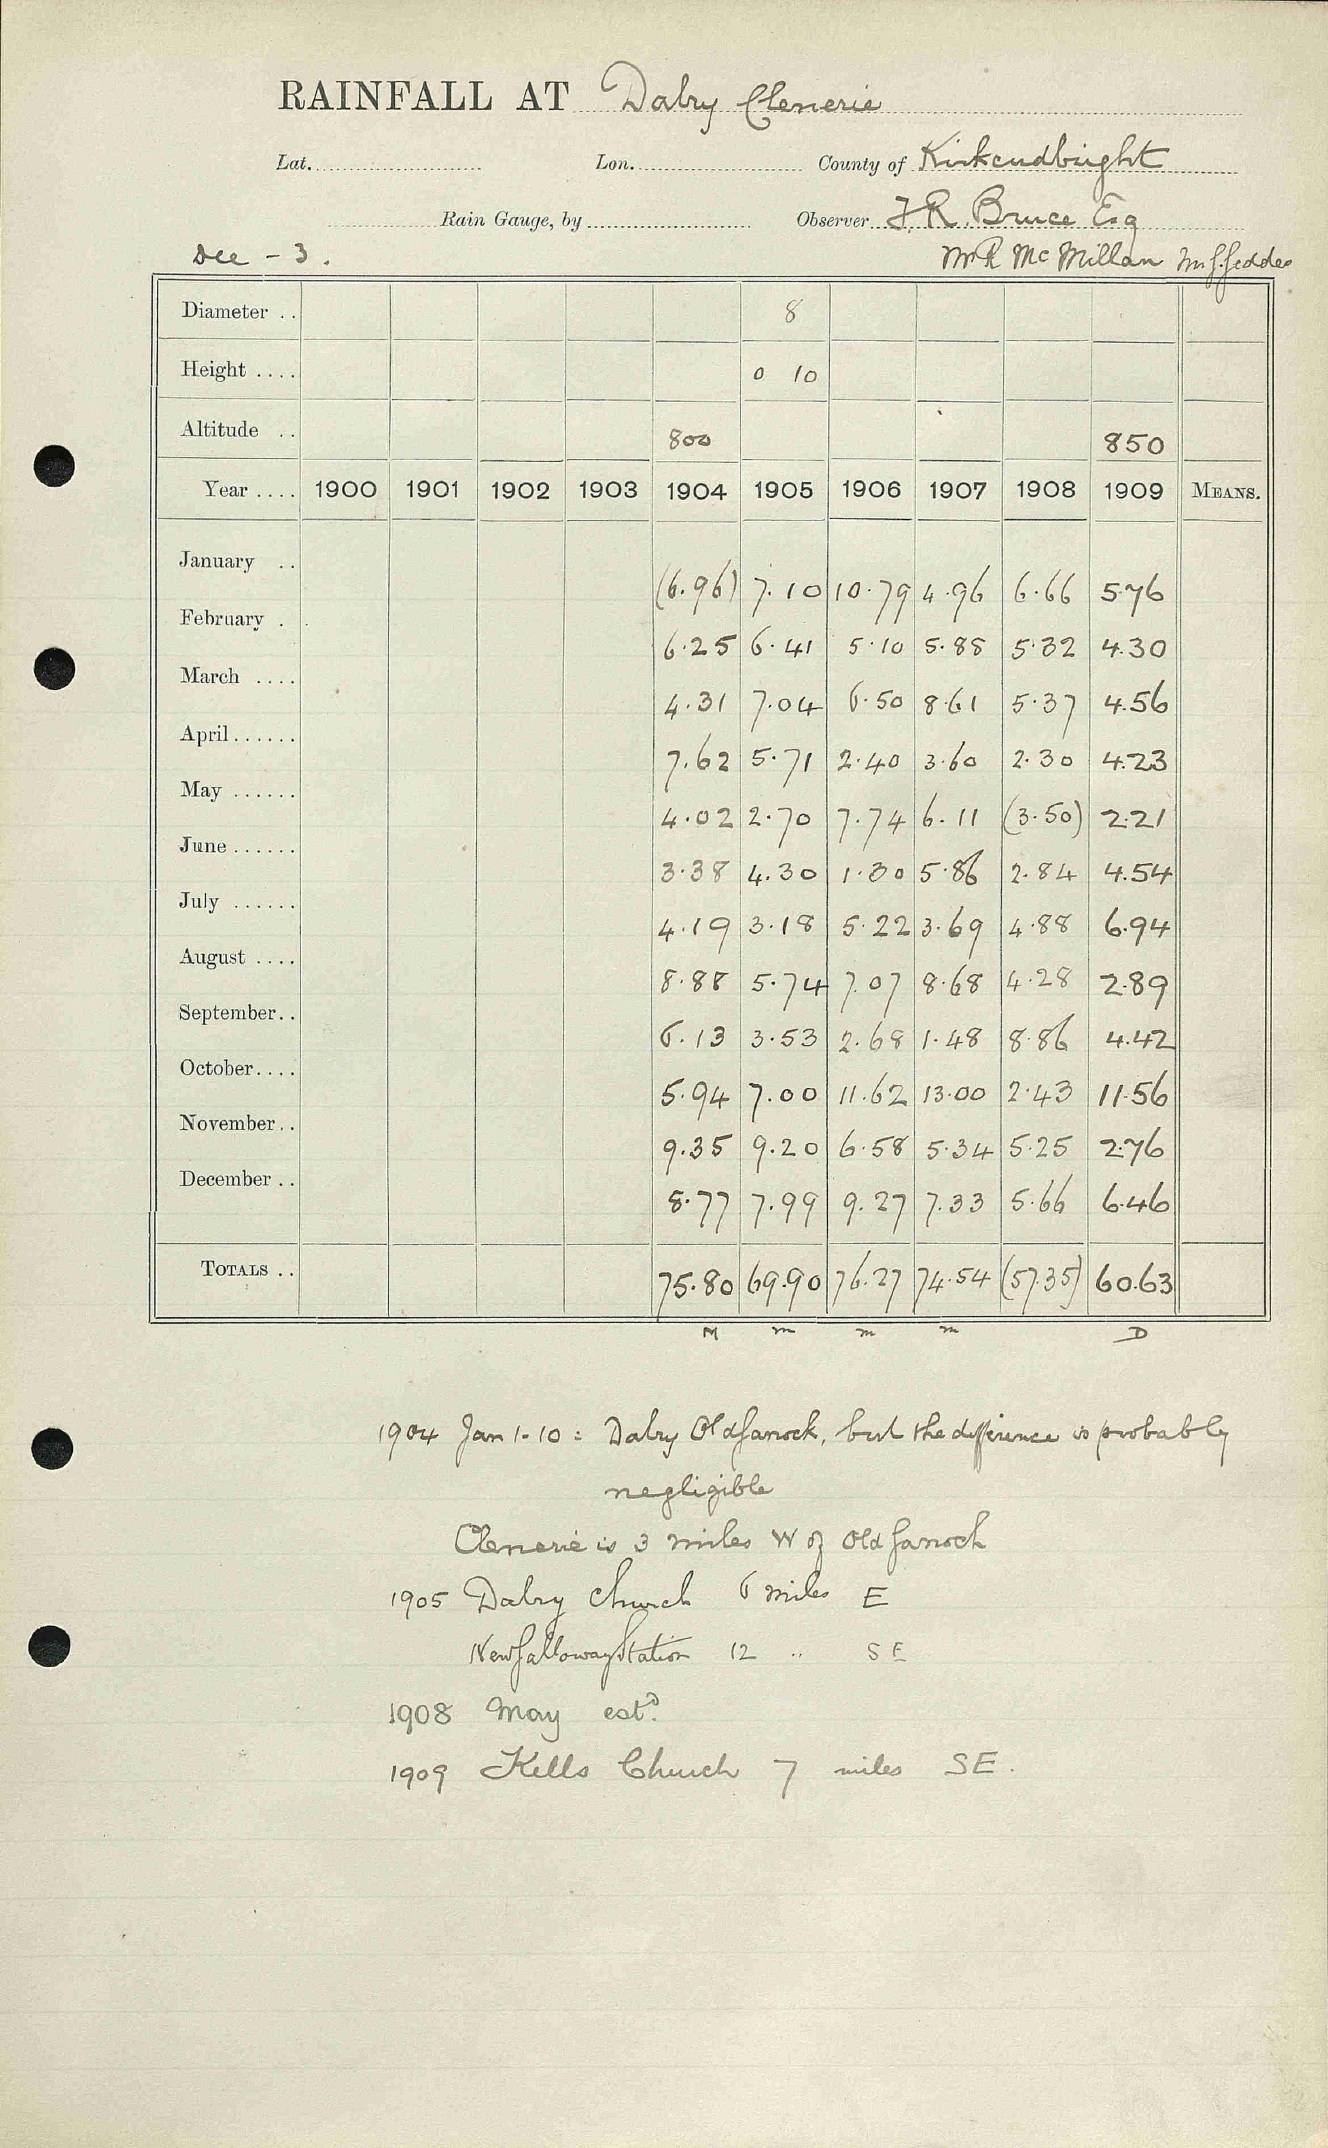 RAINFALL AT Dalry Clenerie
Lat. Lon. County of Kirkcudbright
Rain Gauge, by Observer J. R. Bruce Esq
Dee - 3. Mr R McMillan Mr J. Geddes
Diameter .. 8
Height .... 0 10
Altitude .. 800 850
Year .... 1900 1901 1902 1903 1904 1905 1906 1907 1908 1909 MEANS.
January .. (6.96) 7.10 10.79 4.96 6.66 5.76
February . 6.25 6.41 5.10 5.85 5.32 4.30
March .... 4.31 7.04 6.50 8.61 5.37 4.56
April...... 7.62 5.71 2.40 3.60 2.30 4.23
May ...... 4.02 2.70 7.74 6.11 (3.50) 2.21
June ...... 3.38 4.30 1.30 5.86 2.84 4.54
July ...... 4.19 3.18 5.22 3.69 4.88 6.94
August .... 8.88 5.74 7.07 8.68 4.28 2.89
September.. 6.13 3.53 2.68 1.48 8.86 4.42
October.... 5.94 7.00 11.62 13.00 2.43 11.56
November.. 9.35 9.20 6.58 5.34 5.25 2.76
December .. 8.77 7.99 9.27 7.33 5.66 6.46
TOTALS .. 75.80 69.90 76.27 74.54 (57.35) 60.63
M m m m D
1904 Jan 1-10: Dalry Old Garroch, but the difference is probably
negligible
Clenerie is 3 miles W of Old Garroch
1905 Dalry Church 6 miles E
New Galloway Station 12 " SE
1908 May estd.
1909 Kells Church 7 miles SE.